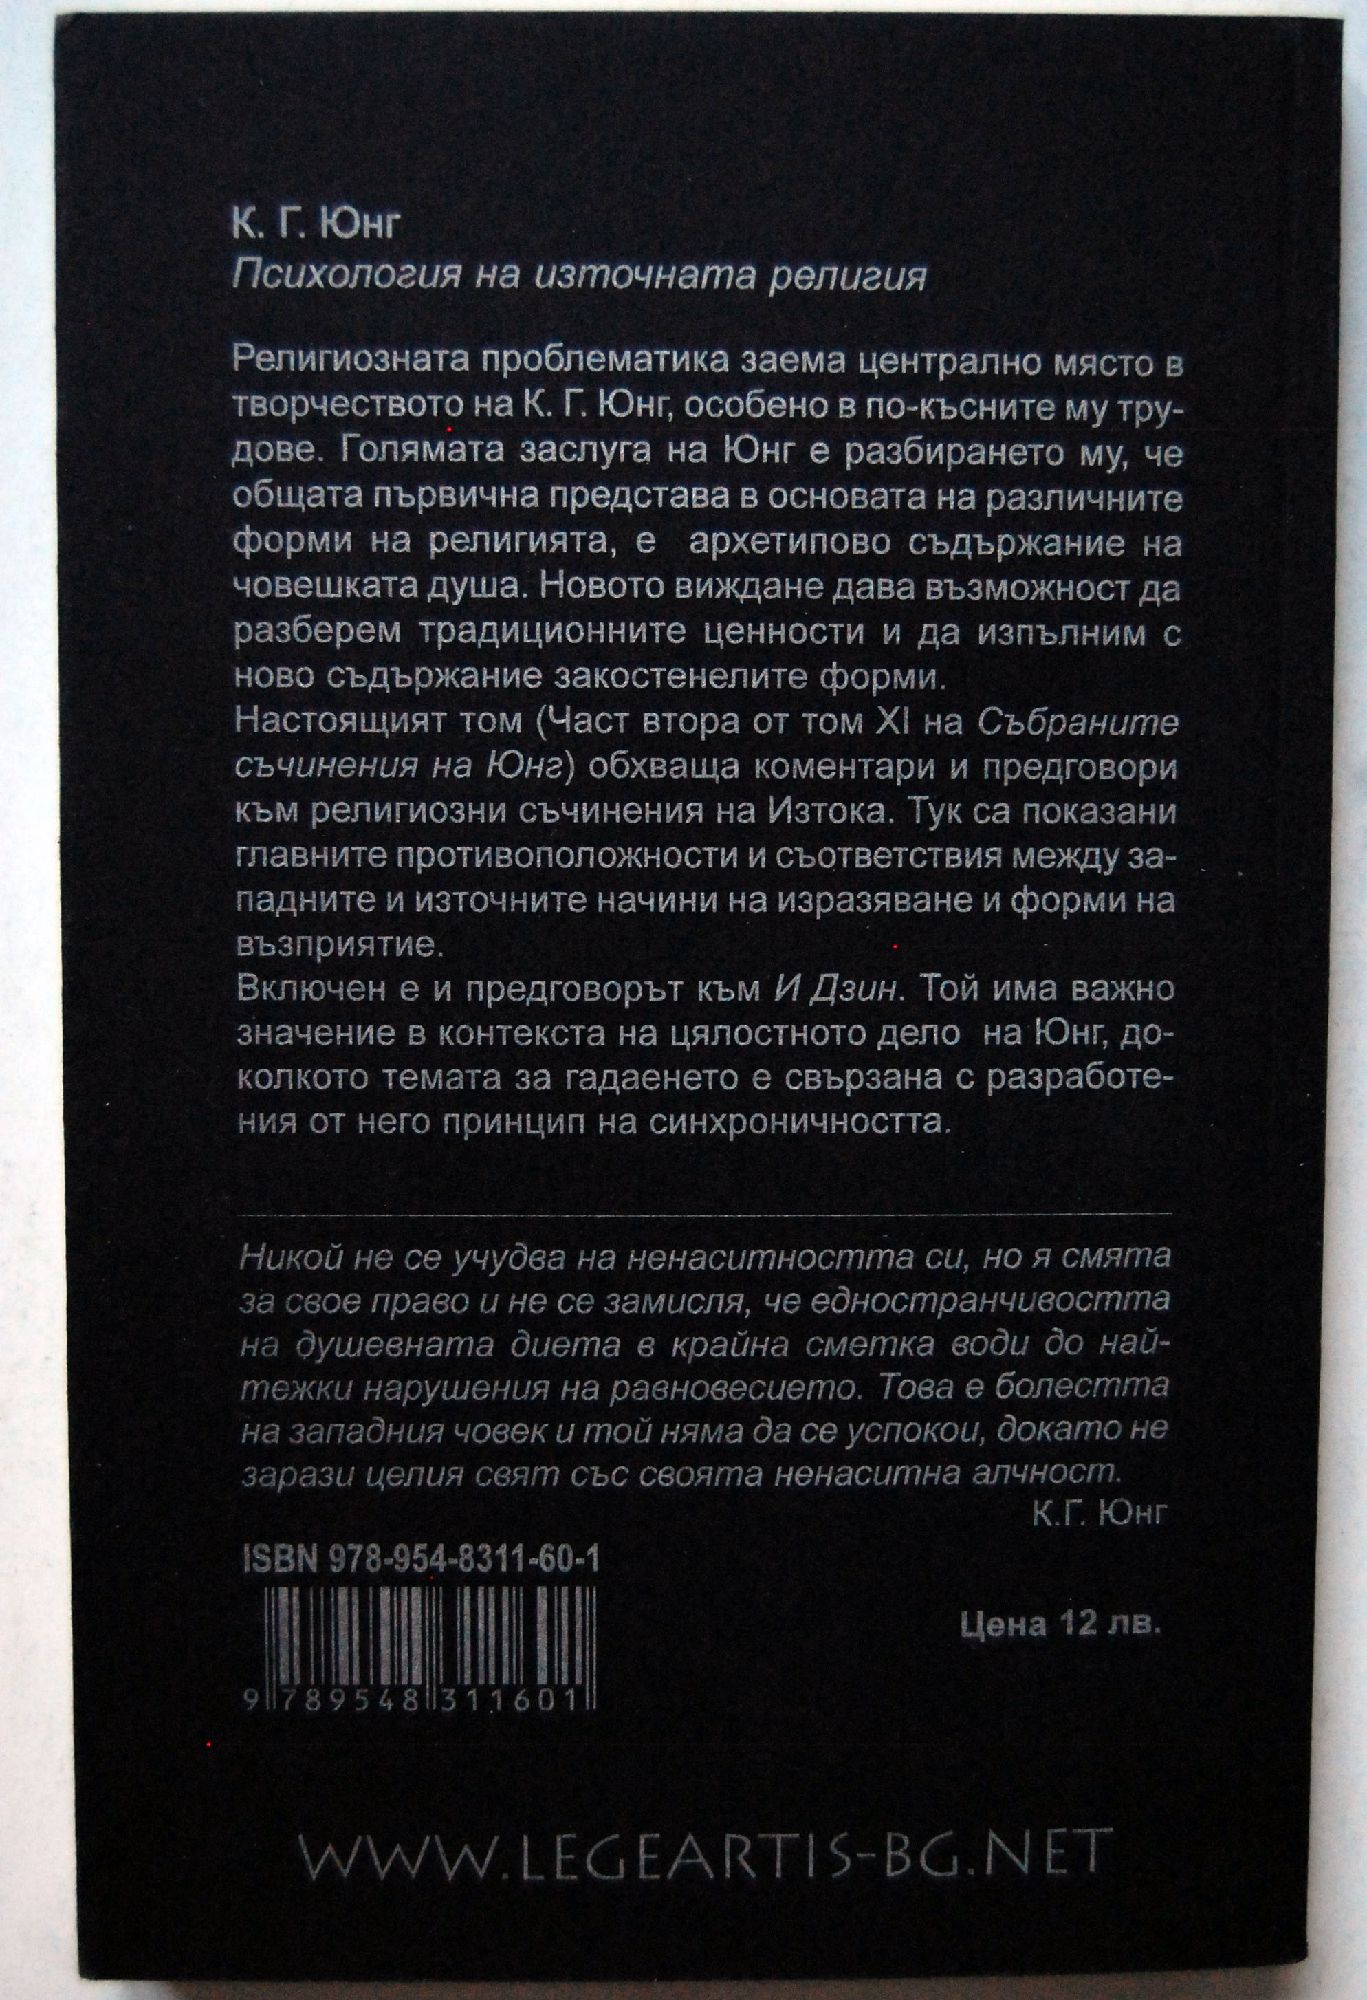 К. Г. Юнг
Психология на източната религия
Религиозната проблематика заема централно място в
творчеството на К. Г. Юнг, особено в по-късните му тру-
дове. Голямата заслуга на Юнг е разбирането му, че
общата първична представа в основата на различните
форми на религията, е архетипово съдържание на
човешката душа. Новото виждане дава възможност да
разберем традиционните ценности и да изпълним с
ново съдържание закостенелите форми.
Настоящият том (Част втора от том XI на Събраните
съчинения на Юнг) обхваща коментари и предговори
към религиозни съчинения на Изтока. Тук са показани
главните противоположности и съответствия между за-
падните и източните начини на изразяване и форми на
възприятие.
Включен е и предговорът към И Дзин. Той има важно
значение в контекста на цялостното дело на Юнг, до-
колкото темата за гадаенето е свързана с разработе-
ния от него принцип на синхроничността.
Никой не се учудва на ненаситността си, но я смята
за свое право и не се замисля, че едностранчивостта
на душевната диета в крайна сметка води до най-
тежки нарушения на равновесието. Това е болестта
на западния човек и той няма да се успокои, докато не
зарази целия свят със своята ненаситна алчност.
К.Г. Юнг
ISBN 978-954-8311-60-1
Цена 12 лв.
9 789548 311601
WWW.LEGEARTIS-BG.NET